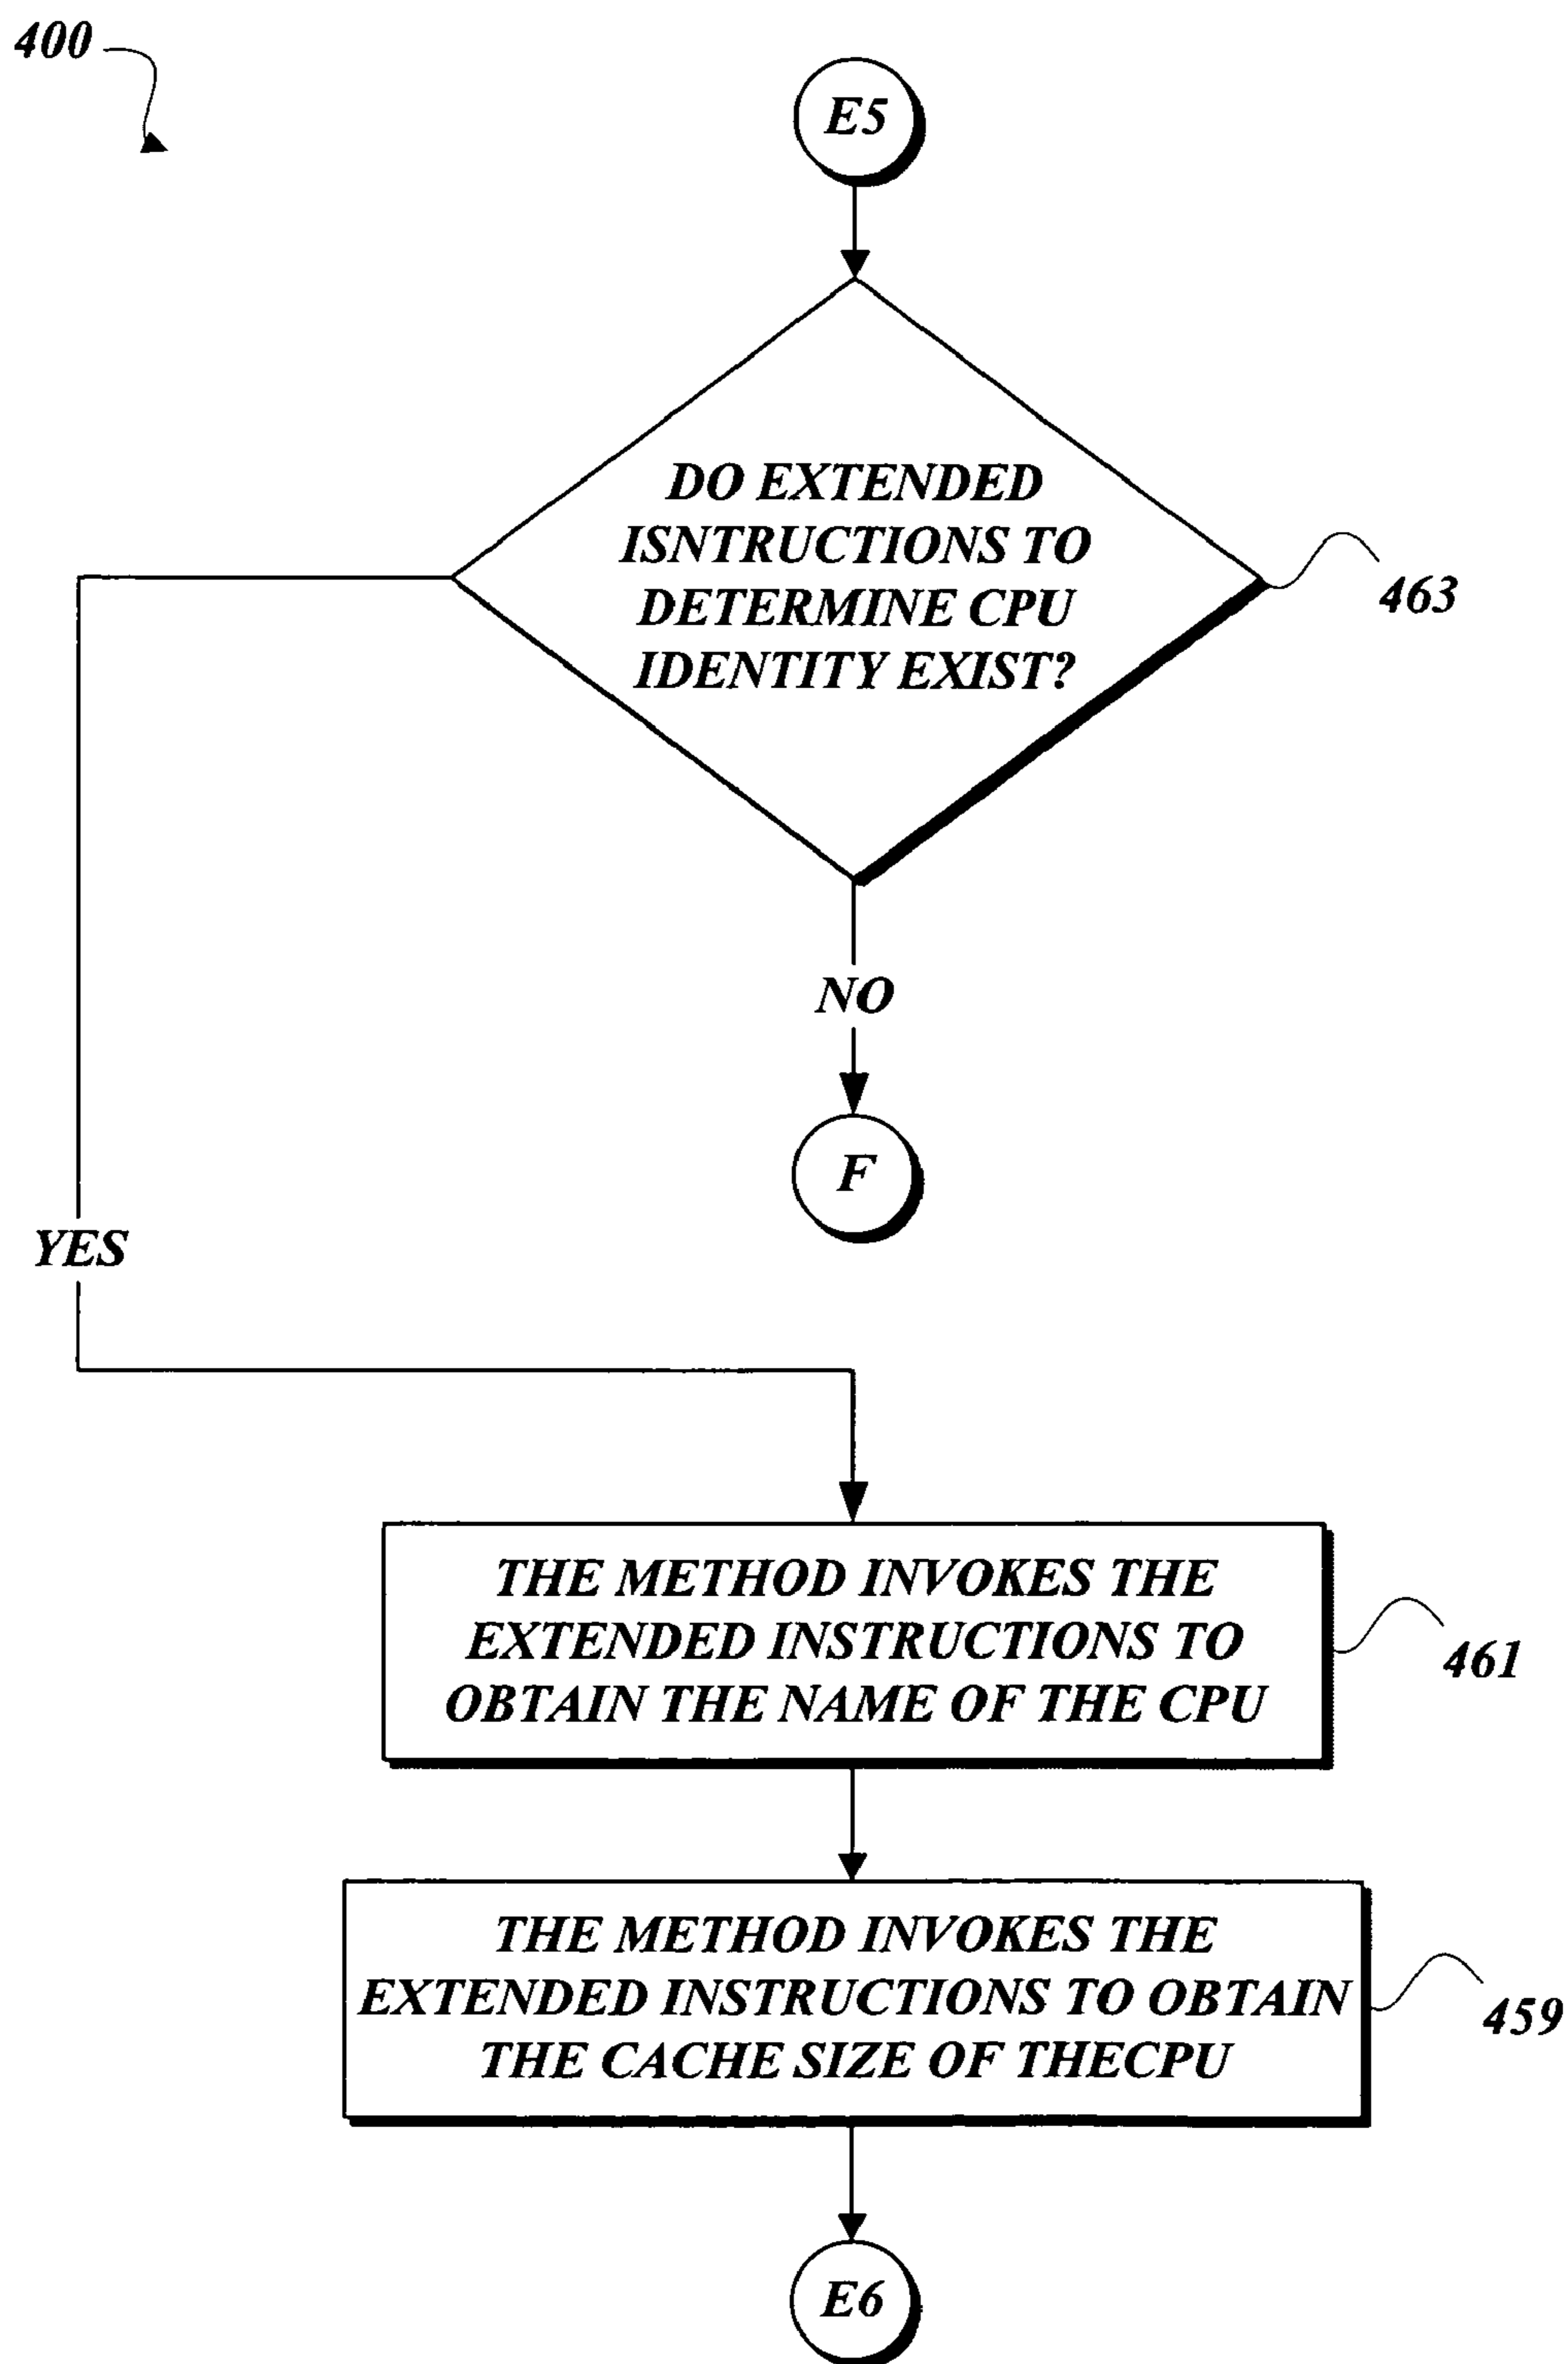 400
E5
DO EXTENDED
ISNTRUCTIONS TO
DETERMINE CPU
IDENTITY EXIST?
463
NO
F
YES
THE METHOD INVOKES THE
EXTENDED INSTRUCTIONS TO
OBTAIN THE NAME OF THE CPU
461
THE METHOD INVOKES THE
EXTENDED INSTRUCTIONS TO OBTAIN
THE CACHE SIZE OF THECPU
459
E6